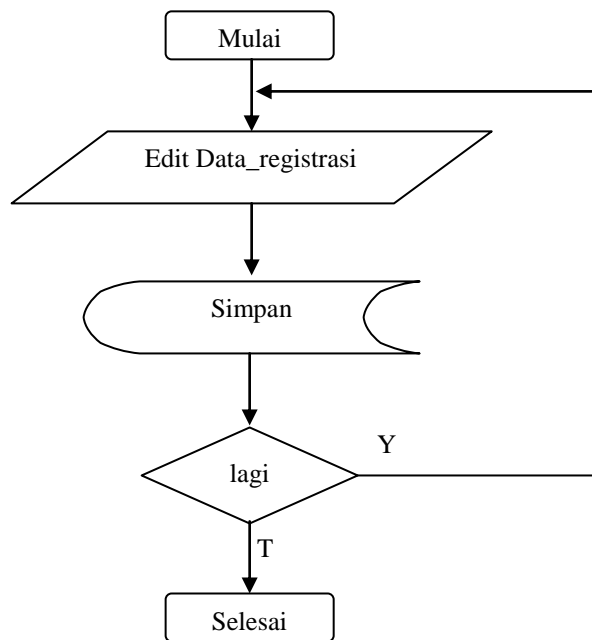 Mulai
Edit Data_registrasi
Simpan
lagi
Y
T
Selesai